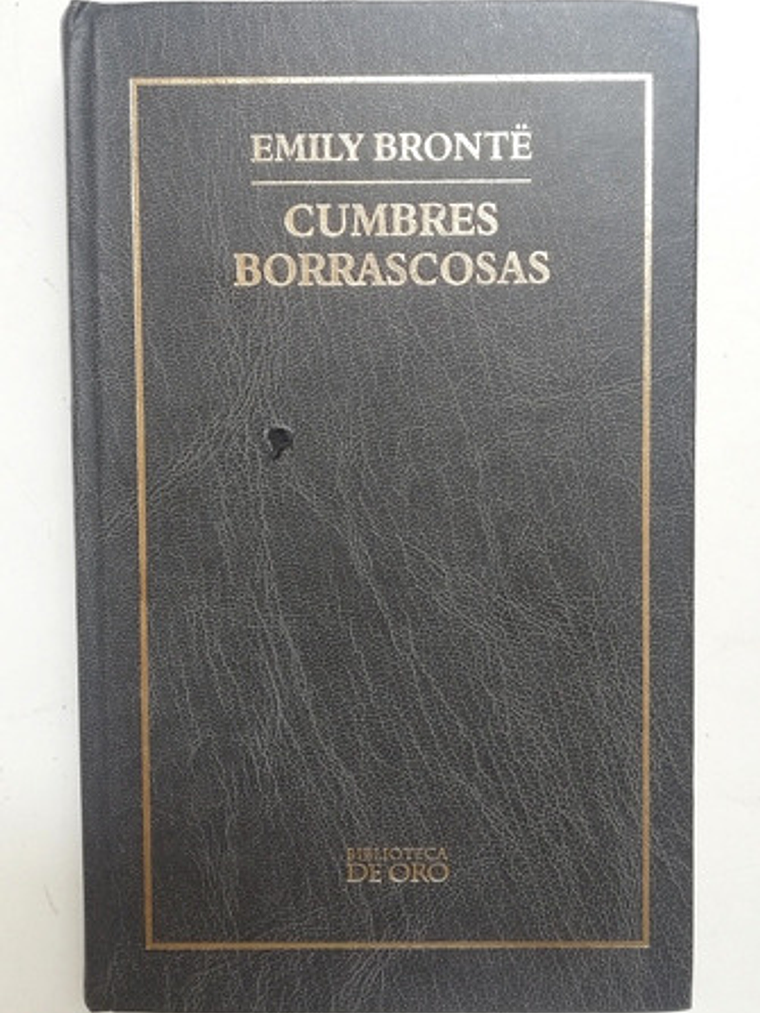 EMILY BRONTË
CUMBRES
BORRASCOSAS
BIBLIOTECA
DE ORO